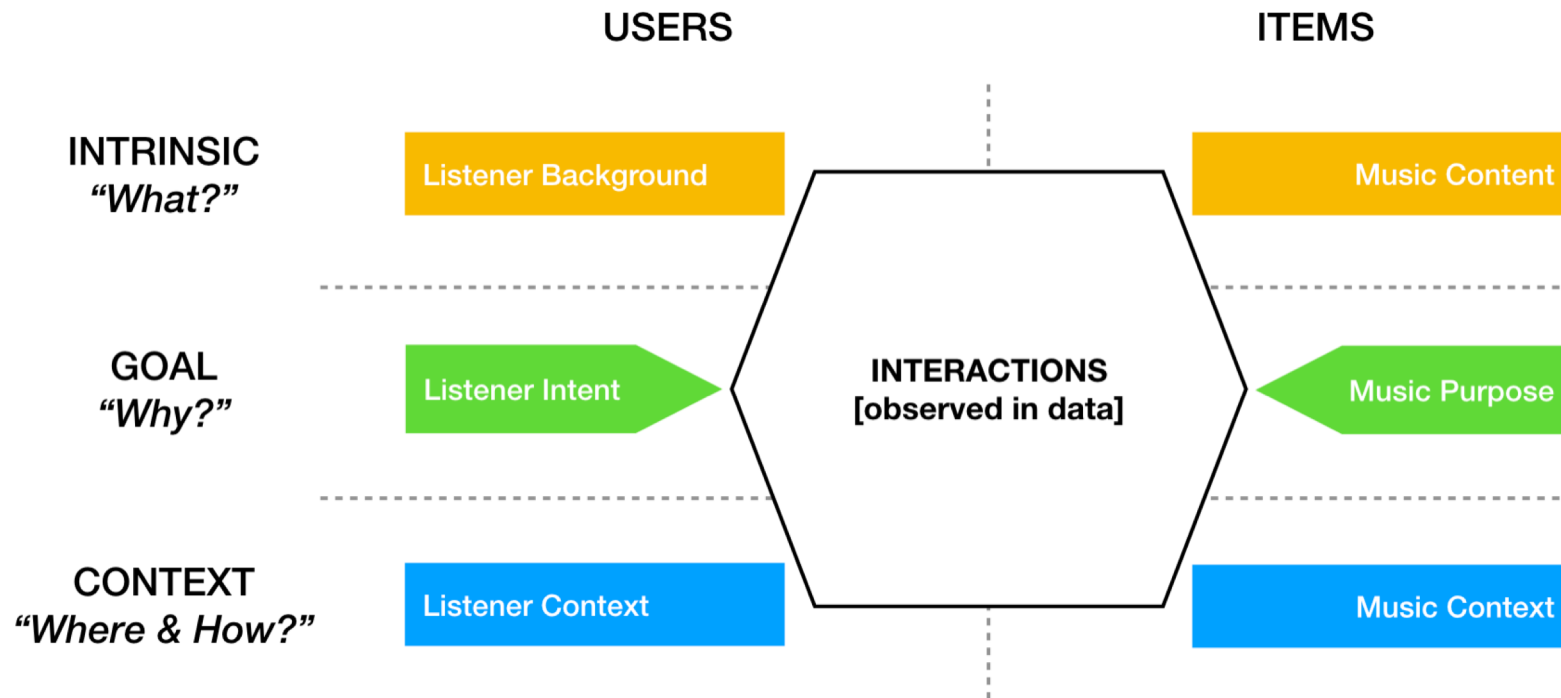 USERS
ITEMS
INTRINSIC
“What?”
Listener Background
Music Content
GOAL
“Why?”
Listener Intent
INTERACTIONS
[observed in data]
Music Purpose
CONTEXT
“Where & How?”
Listener Context
Music Context